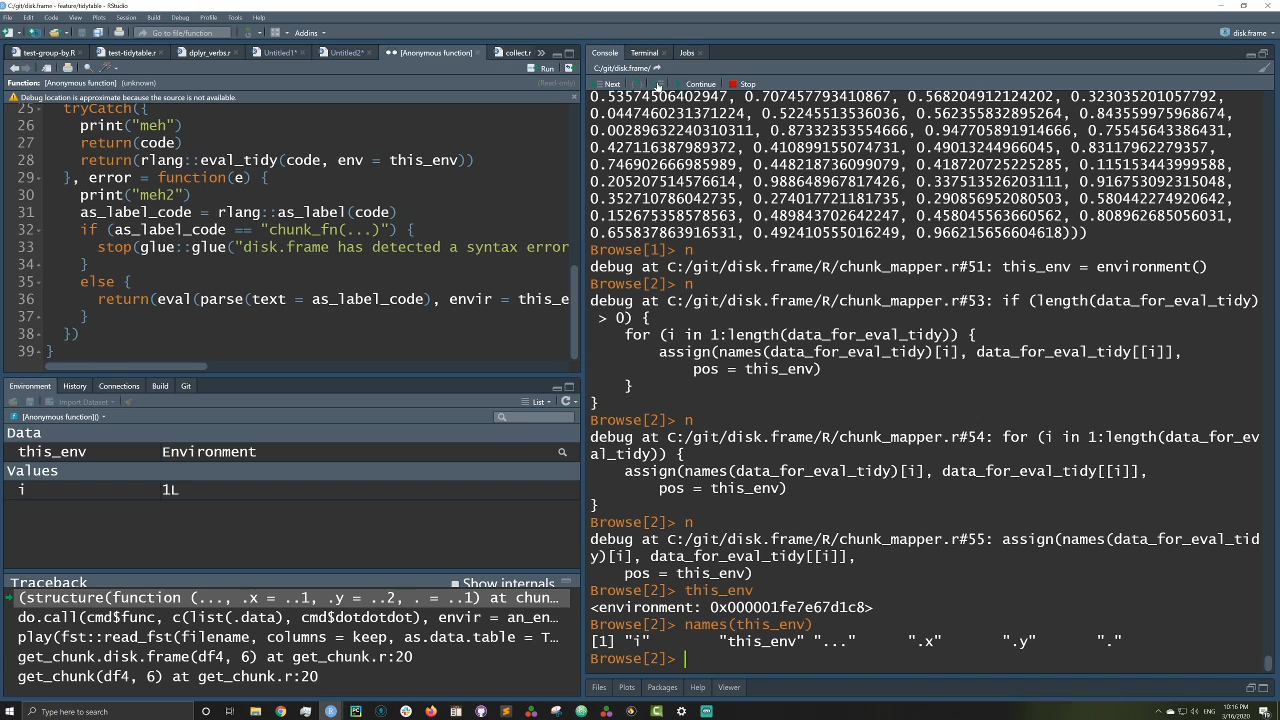 C:/git/disk.frame - feature/tidytable) - RStudio
File Edit Code View Plots Session Build Debug Profile Tools Help
Go to file/function Addins disk.frame
test-group-by.R test-tidytable.r dplyr_verbs.r Untitled1* Untitled2* [Anonymous function] collect.r
Run
Function: [Anonymous function] (unknown) (Read-only)
Debug location is approximate because the source is not available.
25 tryCatch({
26 print("meh")
27 return(code)
28 return(rlang::eval_tidy(code, env = this_env))
29 }, error = function(e) {
30 print("meh2")
31 as_label_code = rlang::as_label(code)
32 if (as_label_code == "chunk_fn(...)") {
33 stop(glue::glue("disk.frame has detected a syntax error
34 }
35 else {
36 return(eval(parse(text = as_label_code), envir = this_e
37 }
38 })
39 }
Environment History Connections Build Git
Import Dataset List
[Anonymous function]()
Data
this_env Environment
Values
i 1L
Traceback Show internals
(structure(function (..., .x = ..1, .y = ..2, . = ..1) at chun...
do.call(cmd$func, c(list(.data), cmd$dotdotdot), envir = an_en...
play(fst::read_fst(filename, columns = keep, as.data.table = T...
get_chunk.disk.frame(df4, 6) at get_chunk.r:20
get_chunk(df4, 6) at get_chunk.r:20
Console Terminal Jobs
C:/git/disk.frame/
Next Continue Stop
0.53574506402947, 0.707457793410867, 0.568204912124202, 0.323035201057792,
0.0447460231371224, 0.52245513536036, 0.562355832895264, 0.843559975968674,
0.00289632240310311, 0.87332353554666, 0.947705891914666, 0.75545643386431,
0.427116387989372, 0.410899155074731, 0.49013244966045, 0.83117962279357,
0.746902666985989, 0.448218736099079, 0.418720725225285, 0.115153443999588,
0.205207514576614, 0.988648967817426, 0.337513526203111, 0.916753092315048,
0.352710786042735, 0.274017721181735, 0.290856952080503, 0.580442274920642,
0.152675358578563, 0.489843702642247, 0.458045563660562, 0.808962685056031,
0.655837863916531, 0.492410555016249, 0.966215656604618)))
Browse[1]> n
debug at C:/git/disk.frame/R/chunk_mapper.r#51: this_env = environment()
Browse[2]> n
debug at C:/git/disk.frame/R/chunk_mapper.r#53: if (length(data_for_eval_tidy)
> 0) {
for (i in 1:length(data_for_eval_tidy)) {
assign(names(data_for_eval_tidy)[i], data_for_eval_tidy[[i]],
pos = this_env)
}
}
Browse[2]> n
debug at C:/git/disk.frame/R/chunk_mapper.r#54: for (i in 1:length(data_for_ev
al_tidy)) {
assign(names(data_for_eval_tidy)[i], data_for_eval_tidy[[i]],
pos = this_env)
}
Browse[2]> n
debug at C:/git/disk.frame/R/chunk_mapper.r#55: assign(names(data_for_eval_tid
y)[i], data_for_eval_tidy[[i]],
pos = this_env)
Browse[2]> this_env
<environment: 0x000001fe7e67d1c8>
Browse[2]> names(this_env)
[1] "i" "this_env" "..." ".x" ".y" "."
Browse[2]>
Files Plots Packages Help Viewer
Type here to search
ENG 10:16 PM
3/16/2020